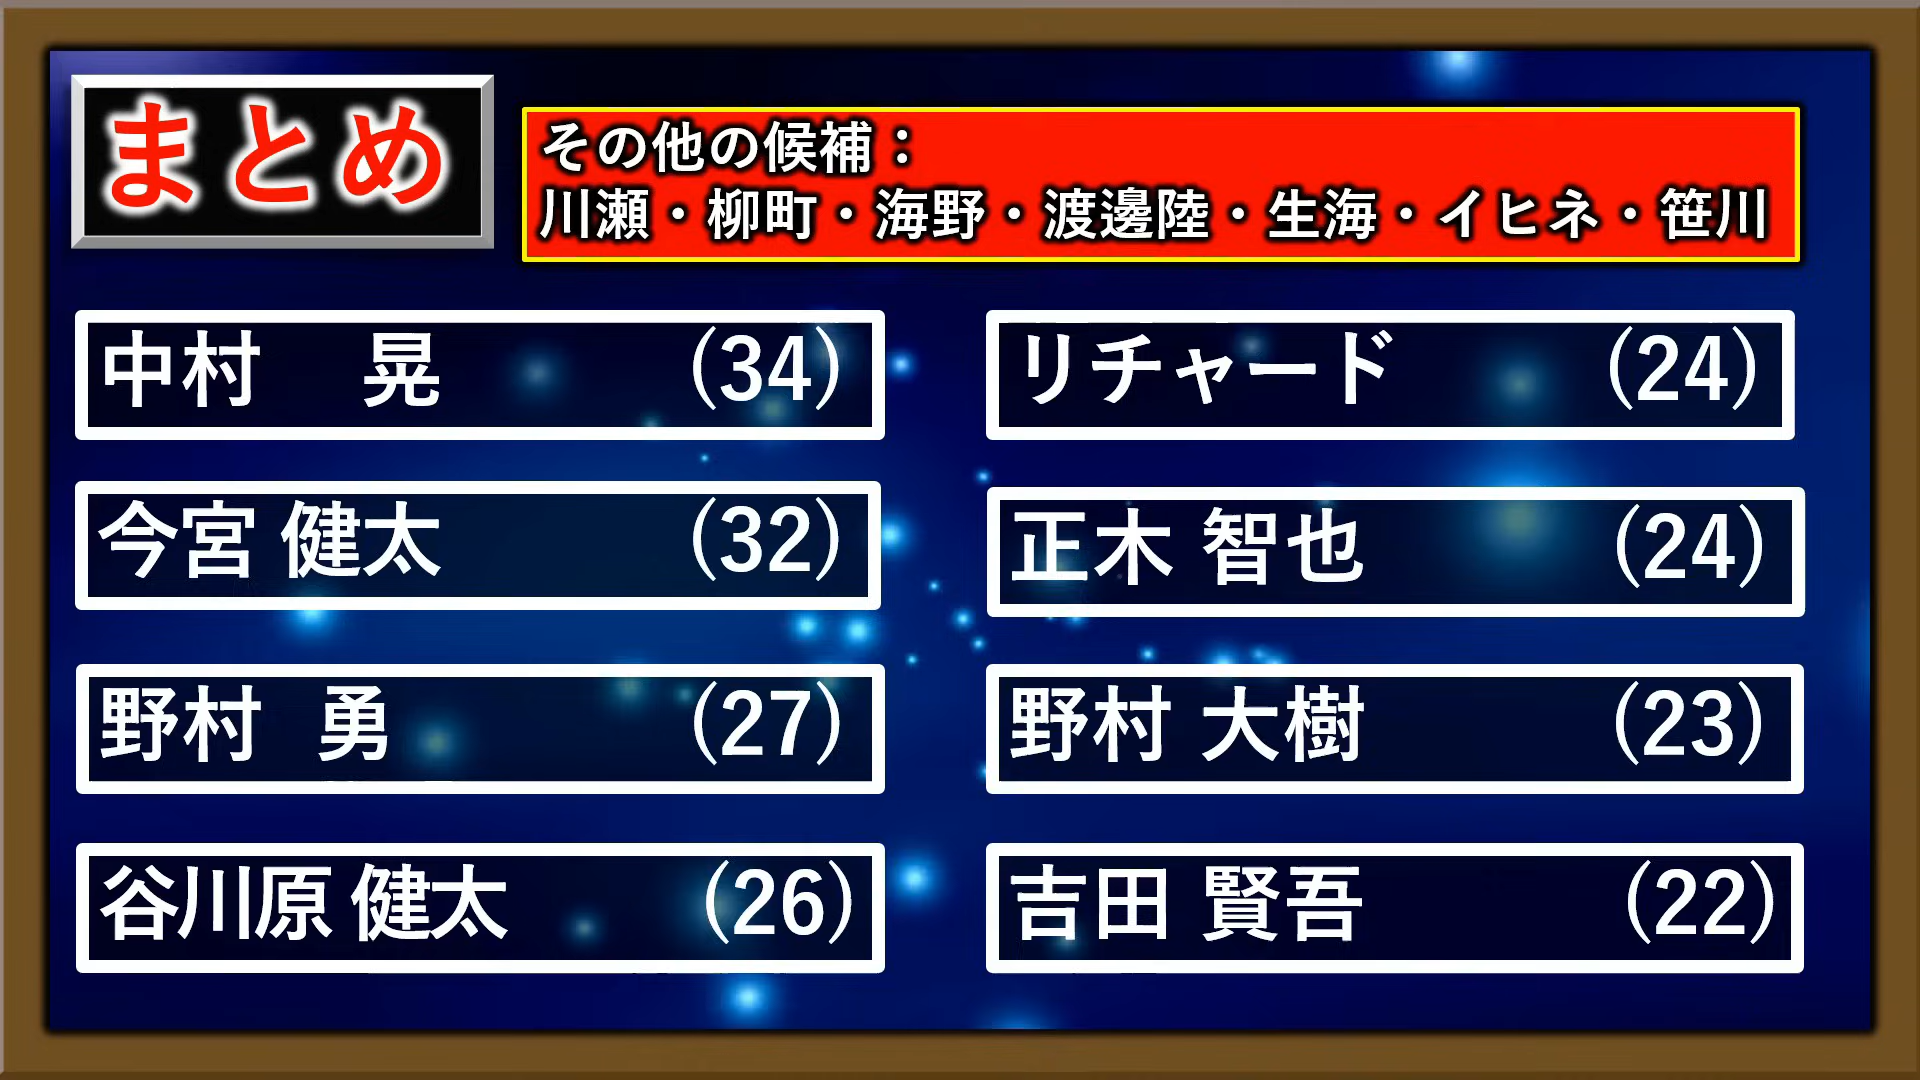 まとめ
その他の候補：
川瀬・柳町・海野・渡邊陸・生海・イヒネ・笹川
中村 晃 (34)
リチャード (24)
今宮 健太 (32)
正木 智也 (24)
野村 勇 (27)
野村 大樹 (23)
谷川原 健太 (26)
吉田 賢吾 (22)